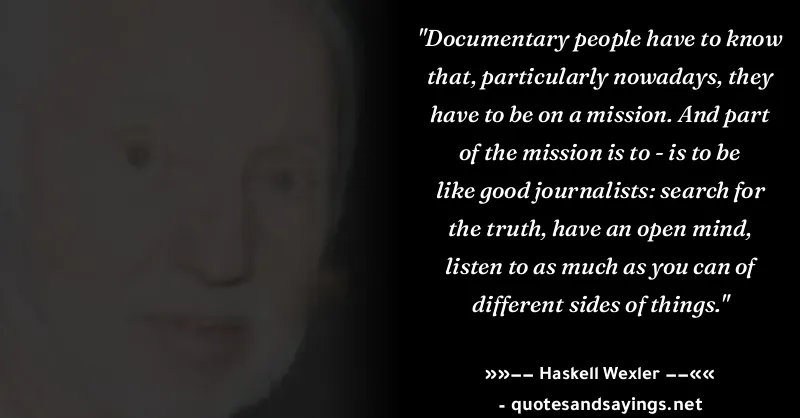 "Documentary people have to know
that, particularly nowadays, they
have to be on a mission. And part
of the mission is to - is to be
like good journalists: search for
the truth, have an open mind,
listen to as much as you can of
different sides of things."
»»-- Haskell Wexler --««
- quotesandsayings.net